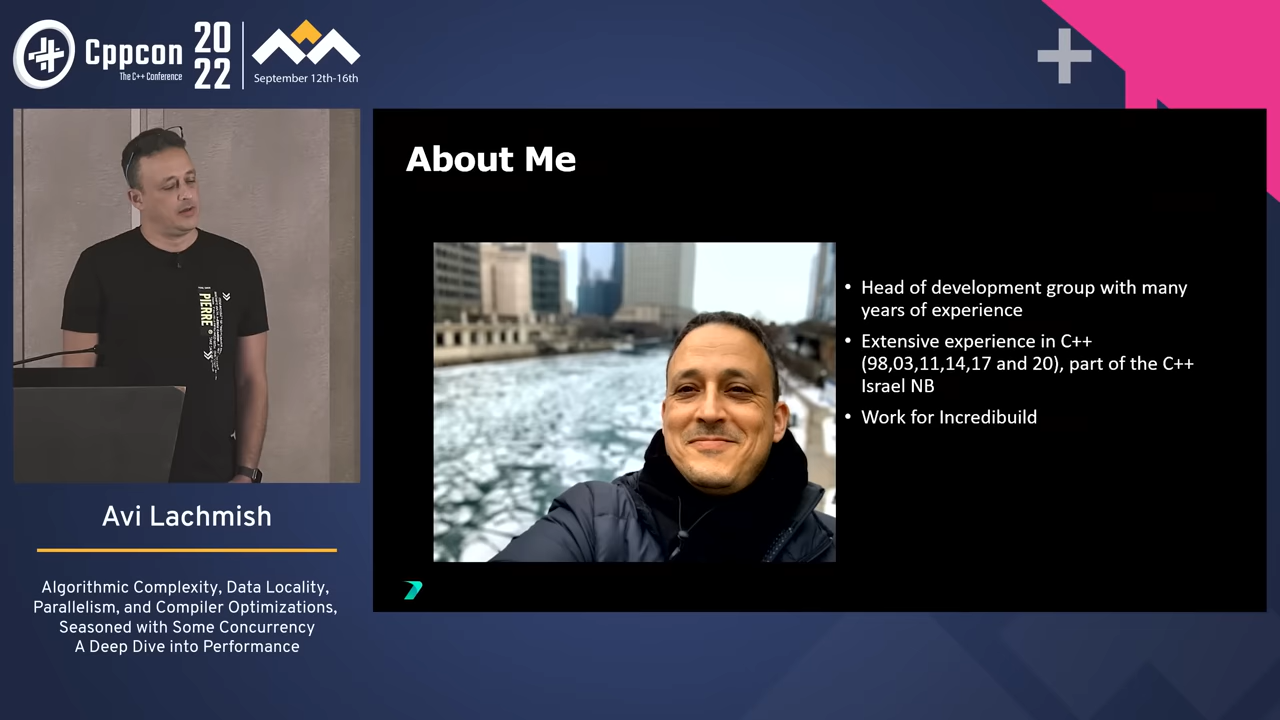 Cppcon
The C++ Conference
20
22
September 12th-16th
PIERRE
Avi Lachmish
Algorithmic Complexity, Data Locality,
Parallelism, and Compiler Optimizations,
Seasoned with Some Concurrency
A Deep Dive into Performance
About Me
• Head of development group with many
years of experience
• Extensive experience in C++
(98,03,11,14,17 and 20), part of the C++
Israel NB
• Work for Incredibuild